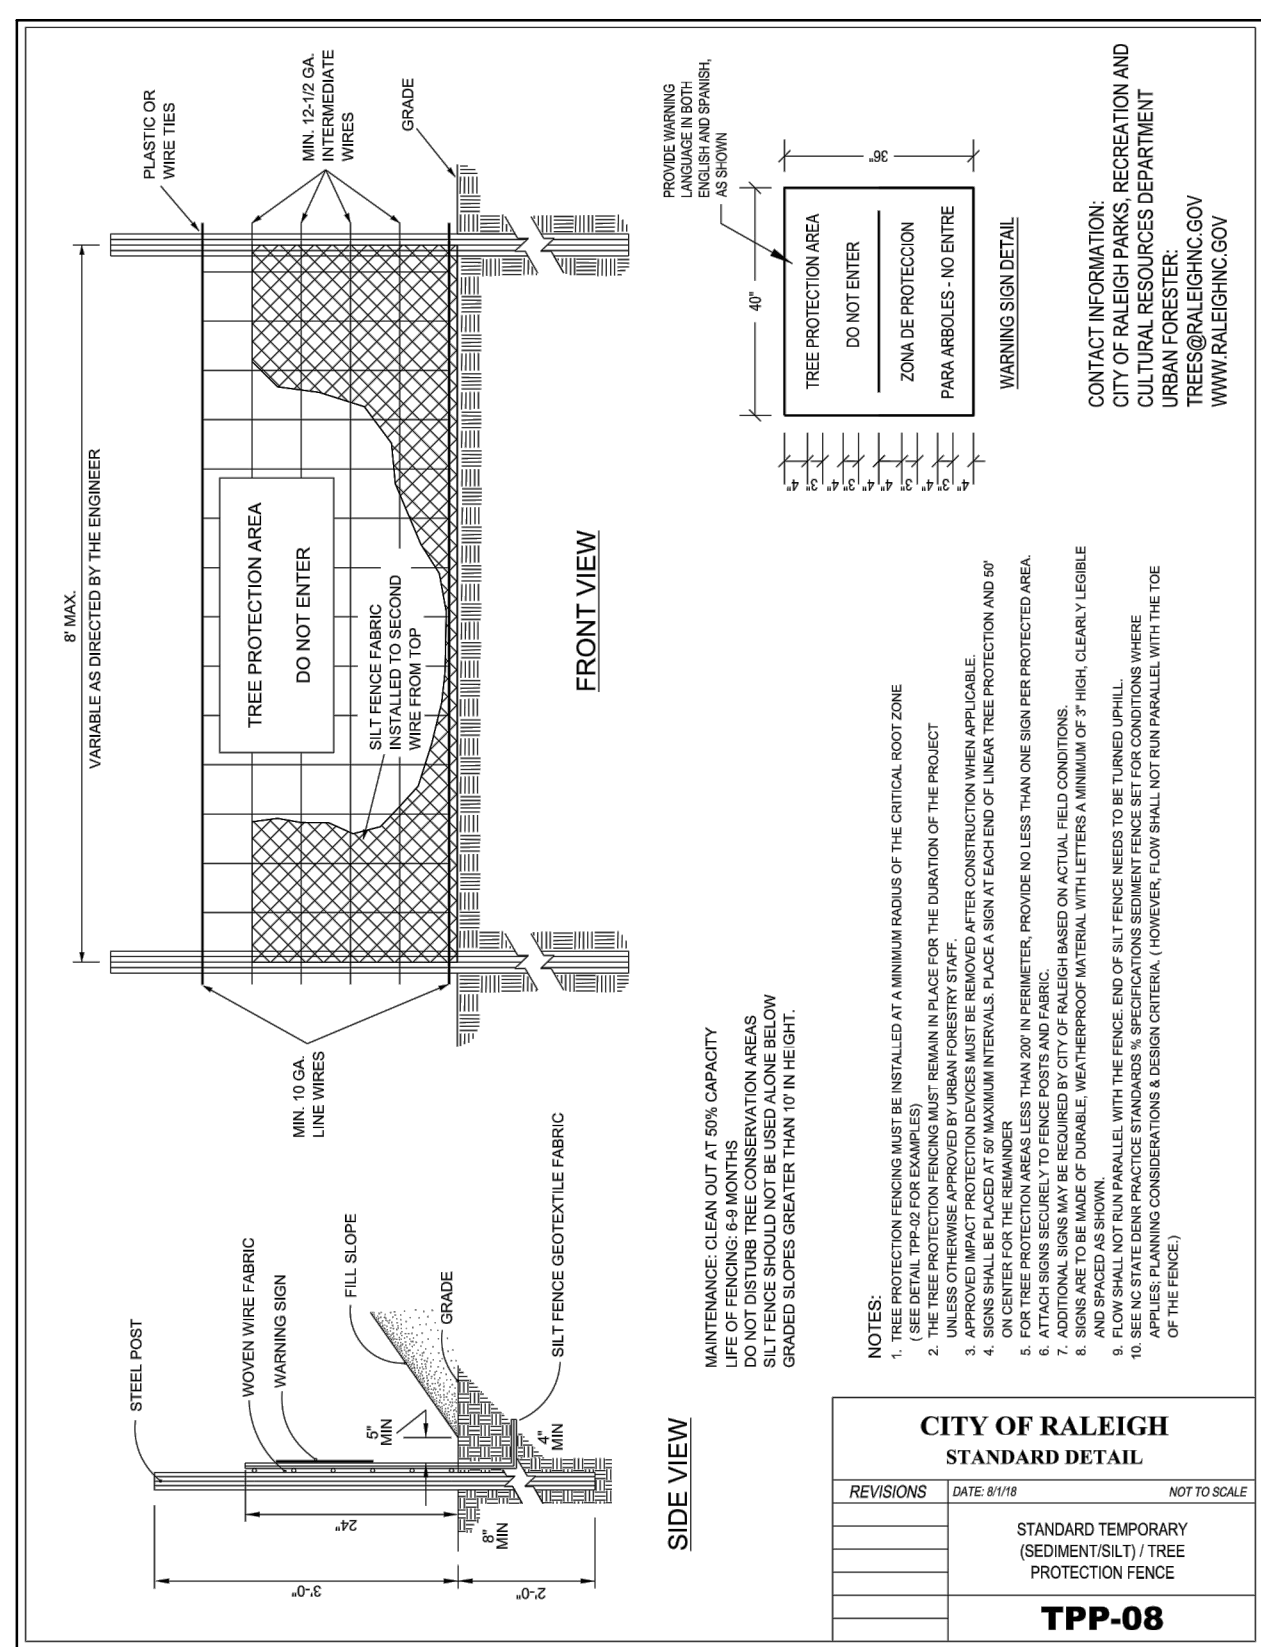 8' MAX.
VARIABLE AS DIRECTED BY THE ENGINEER
PLASTIC OR
WIRE TIES
MIN. 12-1/2 GA.
INTERMEDIATE
WIRES
GRADE
TREE PROTECTION AREA
DO NOT ENTER
SILT FENCE FABRIC
INSTALLED TO SECOND
WIRE FROM TOP
MIN. 10 GA.
LINE WIRES
FRONT VIEW
STEEL POST
WOVEN WIRE FABRIC
WARNING SIGN
FILL SLOPE
GRADE
SILT FENCE GEOTEXTILE FABRIC
5"
MIN
4"
MIN
8"
MIN
24"
3'-0"
2'-0"
SIDE VIEW
PROVIDE WARNING
LANGUAGE IN BOTH
ENGLISH AND SPANISH,
AS SHOWN
40"
36"
TREE PROTECTION AREA
DO NOT ENTER
ZONA DE PROTECCION
PARA ARBOLES - NO ENTRE
4"
3"
4"
3"
4"
4"
3"
4"
3"
4"
WARNING SIGN DETAIL
CONTACT INFORMATION:
CITY OF RALEIGH PARKS, RECREATION AND
CULTURAL RESOURCES DEPARTMENT
URBAN FORESTER:
TREES@RALEIGHNC.GOV
WWW.RALEIGHNC.GOV
MAINTENANCE: CLEAN OUT AT 50% CAPACITY
LIFE OF FENCING: 6-9 MONTHS
DO NOT DISTURB TREE CONSERVATION AREAS
SILT FENCE SHOULD NOT BE USED ALONE BELOW
GRADED SLOPES GREATER THAN 10' IN HEIGHT.
NOTES:
1. TREE PROTECTION FENCING MUST BE INSTALLED AT A MINIMUM RADIUS OF THE CRITICAL ROOT ZONE
( SEE DETAIL TPP-02 FOR EXAMPLES)
2. THE TREE PROTECTION FENCING MUST REMAIN IN PLACE FOR THE DURATION OF THE PROJECT
UNLESS OTHERWISE APPROVED BY URBAN FORESTRY STAFF.
3. APPROVED IMPACT PROTECTION DEVICES MUST BE REMOVED AFTER CONSTRUCTION WHEN APPLICABLE.
4. SIGNS SHALL BE PLACED AT 50' MAXIMUM INTERVALS. PLACE A SIGN AT EACH END OF LINEAR TREE PROTECTION AND 50'
ON CENTER FOR THE REMAINDER
5. FOR TREE PROTECTION AREAS LESS THAN 200' IN PERIMETER, PROVIDE NO LESS THAN ONE SIGN PER PROTECTED AREA.
6. ATTACH SIGNS SECURELY TO FENCE POSTS AND FABRIC.
7. ADDITIONAL SIGNS MAY BE REQUIRED BY CITY OF RALEIGH BASED ON ACTUAL FIELD CONDITIONS.
8. SIGNS ARE TO BE MADE OF DURABLE, WEATHERPROOF MATERIAL WITH LETTERS A MINIMUM OF 3" HIGH, CLEARLY LEGIBLE
AND SPACED AS SHOWN.
9. FLOW SHALL NOT RUN PARALLEL WITH THE FENCE. END OF SILT FENCE NEEDS TO BE TURNED UPHILL.
10. SEE NC STATE DENR PRACTICE STANDARDS % SPECIFICATIONS SEDIMENT FENCE SET FOR CONDITIONS WHERE
APPLIES; PLANNING CONSIDERATIONS & DESIGN CRITERIA. ( HOWEVER, FLOW SHALL NOT RUN PARALLEL WITH THE TOE
OF THE FENCE.)
CITY OF RALEIGH
STANDARD DETAIL
REVISIONS
DATE: 8/1/18
NOT TO SCALE
STANDARD TEMPORARY
(SEDIMENT/SILT) / TREE
PROTECTION FENCE
TPP-08